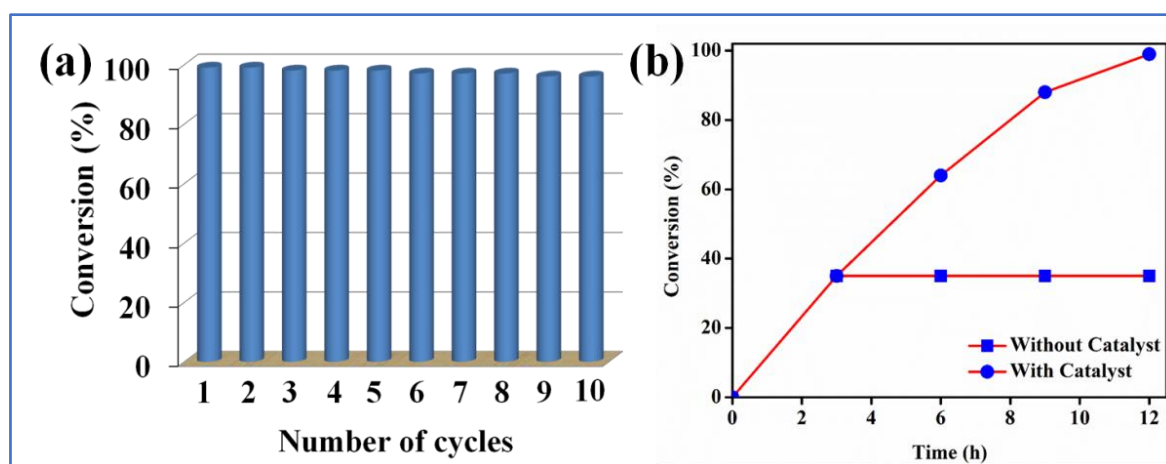 (a)
Conversion (%)
100
80
60
40
20
0
1 2 3 4 5 6 7 8 9 10
Number of cycles
(b)
Conversion (%)
100
80
60
40
20
0
0 2 4 6 8 10 12
Time (h)
Without Catalyst
With Catalyst